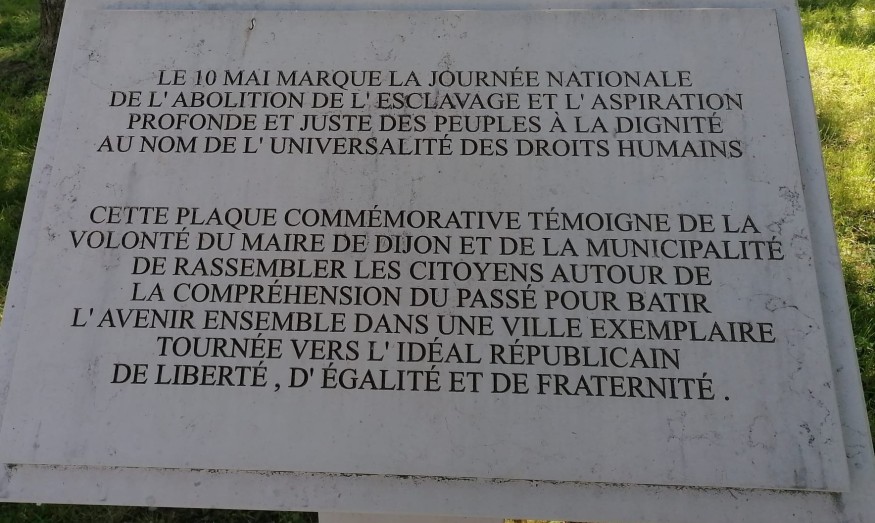 LE 10 MAI MARQUE LA JOURNÉE NATIONALE
DE L' ABOLITION DE L' ESCLAVAGE ET L' ASPIRATION
PROFONDE ET JUSTE DES PEUPLES À LA DIGNITÉ
AU NOM DE L' UNIVERSALITÉ DES DROITS HUMAINS
CETTE PLAQUE COMMÉMORATIVE TÉMOIGNE DE LA
VOLONTÉ DU MAIRE DE DIJON ET DE LA MUNICIPALITÉ
DE RASSEMBLER LES CITOYENS AUTOUR DE
LA COMPRÉHENSION DU PASSÉ POUR BATIR
L' AVENIR ENSEMBLE DANS UNE VILLE EXEMPLAIRE
TOURNÉE VERS L' IDÉAL RÉPUBLICAIN
DE LIBERTÉ , D' ÉGALITÉ ET DE FRATERNITÉ .